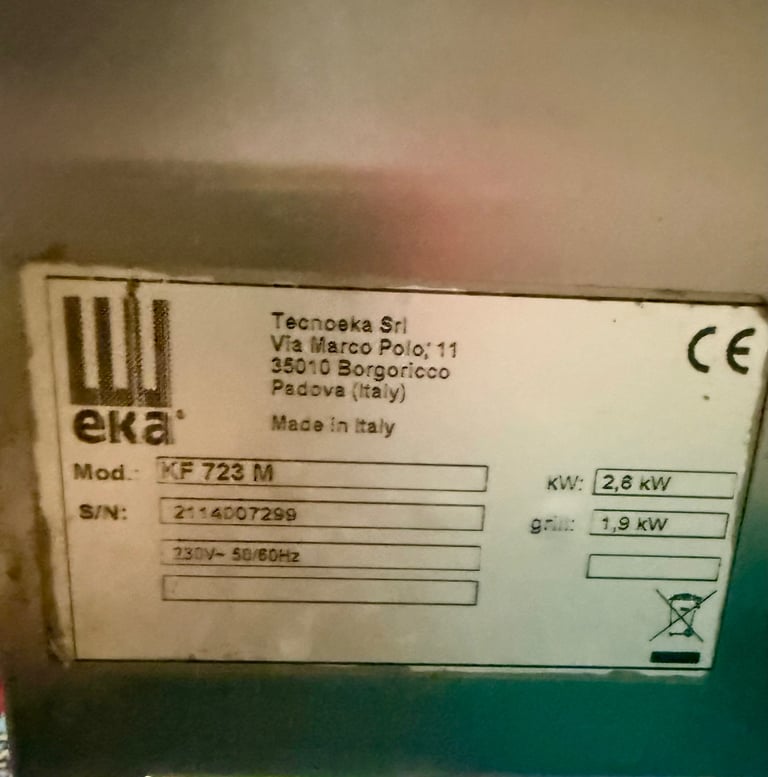 eka
Tecnoeka Srl
Via Marco Polo, 11
35010 Borgoricco
Padova (Italy)
Made in Italy
CE
Mod.: KF 723 M
S/N: 2114007299
230V~ 50/60Hz
kW: 2,6 kW
grill: 1,9 kW